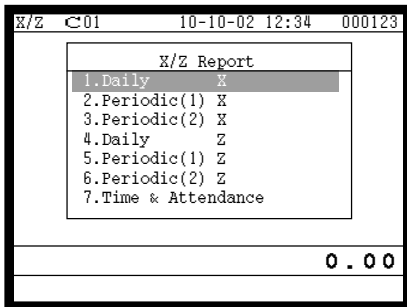 X/Z C01 10-10-02 12:34 000123
X/Z Report
1.Daily X
2.Periodic(1) X
3.Periodic(2) X
4.Daily Z
5.Periodic(1) Z
6.Periodic(2) Z
7.Time & Attendance
0.00